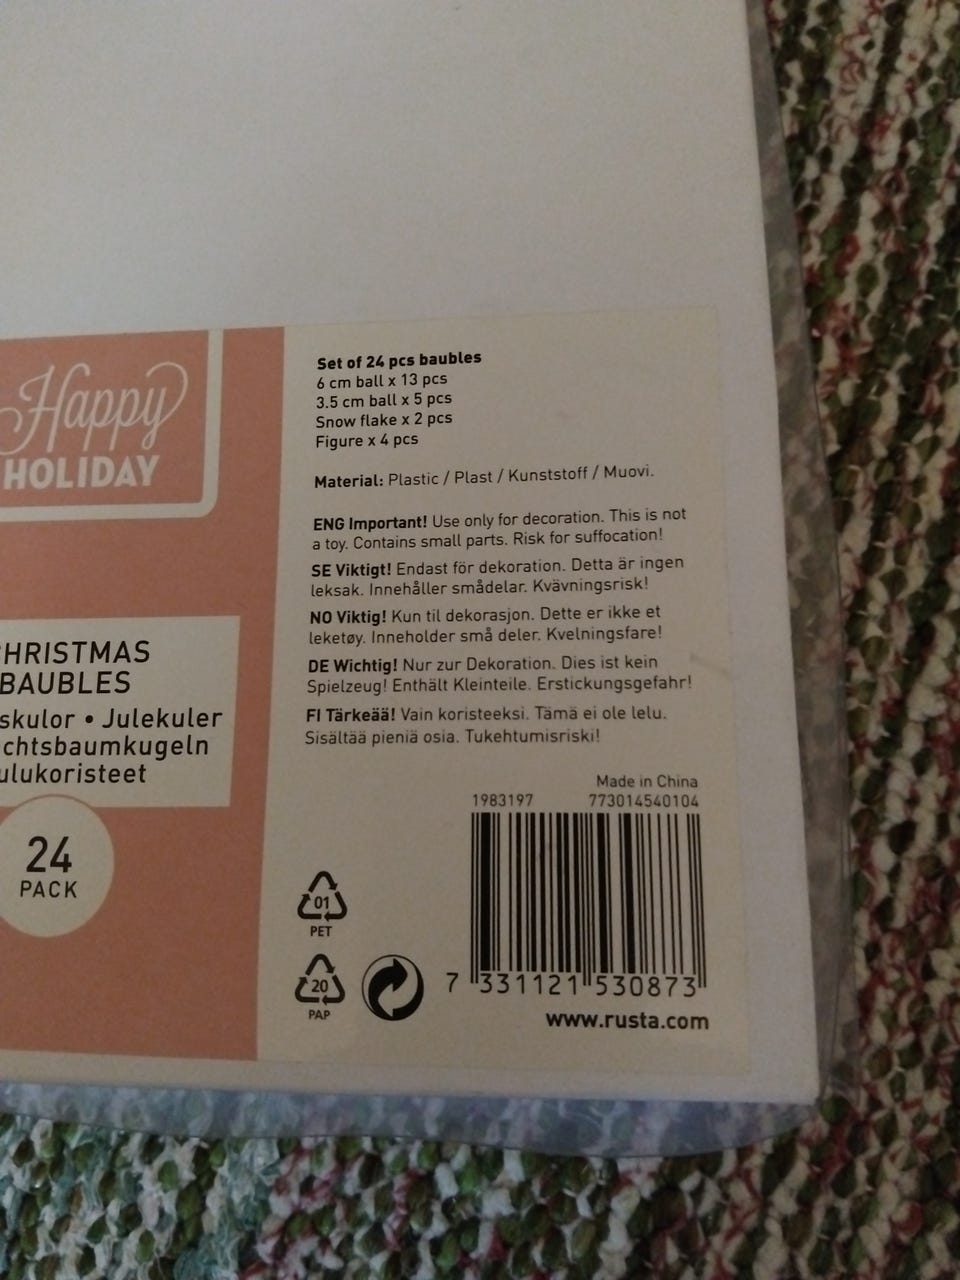 Happy
HOLIDAY
CHRISTMAS
BAUBLES
Julekuler
24
PACK
Set of 24 pcs baubles
6 cm ball x 13 pcs
3.5 cm ball x 5 pcs
Snow flake x 2 pcs
Figure x 4 pcs
Material: Plastic / Plast / Kunststoff / Muovi.
ENG Important! Use only for decoration. This is not
a toy. Contains small parts. Risk for suffocation!
SE Viktigt! Endast för dekoration. Detta är ingen
leksak. Innehåller smådelar. Kvävningsrisk!
NO Viktig! Kun til dekorasjon. Dette er ikke et
leketøy. Inneholder små deler. Kvelningsfare!
DE Wichtig! Nur zur Dekoration. Dies ist kein
Spielzeug! Enthält Kleinteile. Erstickungsgefahr!
FI Tärkeää! Vain koristeeksi. Tämä ei ole lelu.
Sisältää pieniä osia. Tukehtumisriski!
Made in China
1983197 773014540104
01
PET
20
PAP
7 331121 530873
www.rusta.com